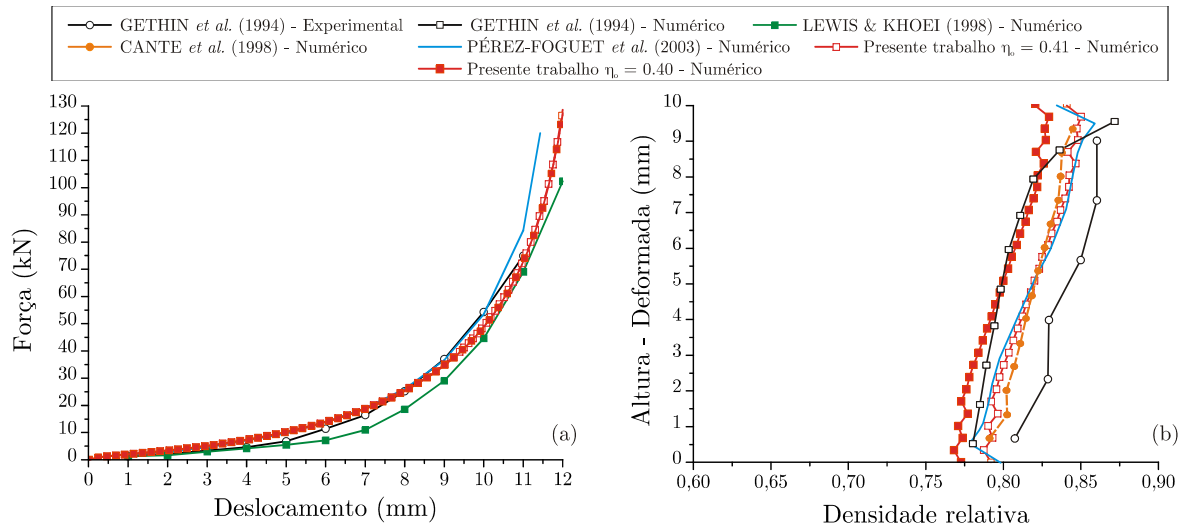 GETHIN et al. (1994) - Experimental
GETHIN et al. (1994) - Numérico
LEWIS & KHOEI (1998) - Numérico
CANTE et al. (1998) - Numérico
PÉREZ-FOGUET et al. (2003) - Numérico
Presente trabalho ηₒ = 0.41 - Numérico
Presente trabalho ηₒ = 0.40 - Numérico
130
120
110
100
90
80
70
60
50
40
30
20
10
0
Força (kN)
(a)
0 1 2 3 4 5 6 7 8 9 10 11 12
Deslocamento (mm)
10
9
8
7
6
5
4
3
2
1
0
Altura - Deformada (mm)
(b)
0,60 0,65 0,70 0,75 0,80 0,85 0,90
Densidade relativa